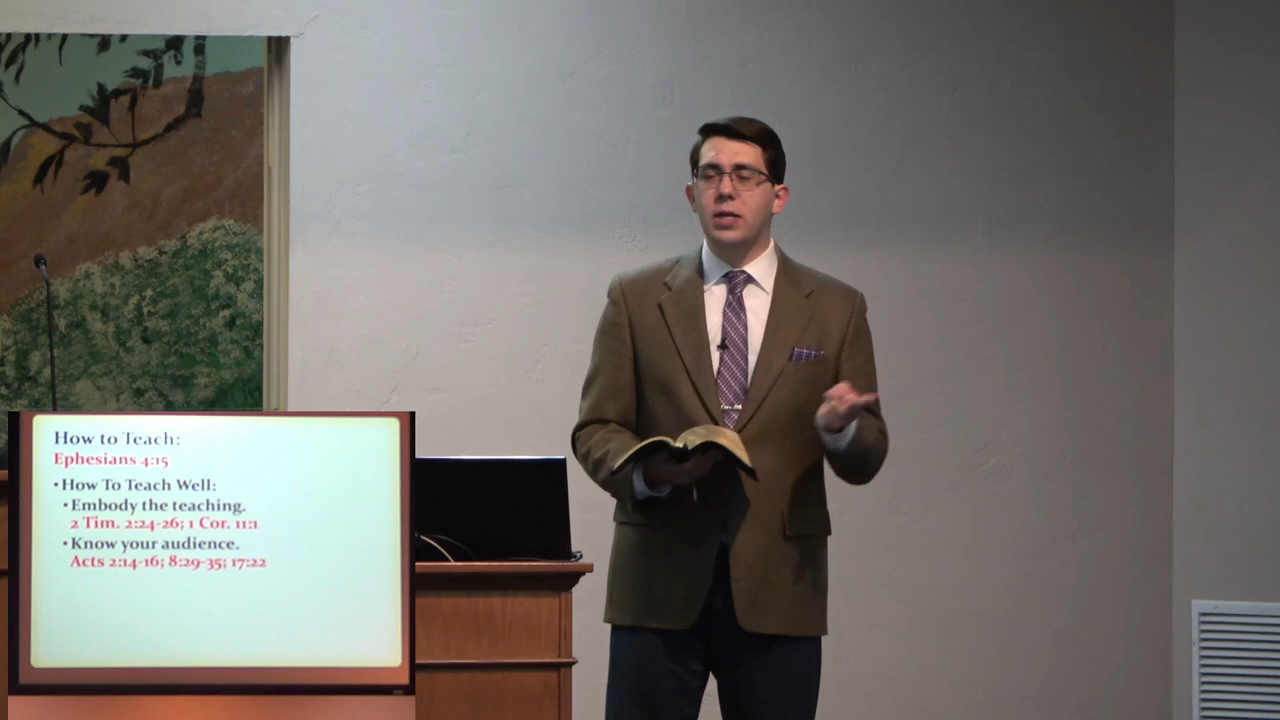 How to Teach:
Ephesians 4:15
•How To Teach Well:
•Embody the teaching.
2 Tim. 2:24-26; 1 Cor. 11:1
•Know your audience.
Acts 2:14-16; 8:29-35; 17:22